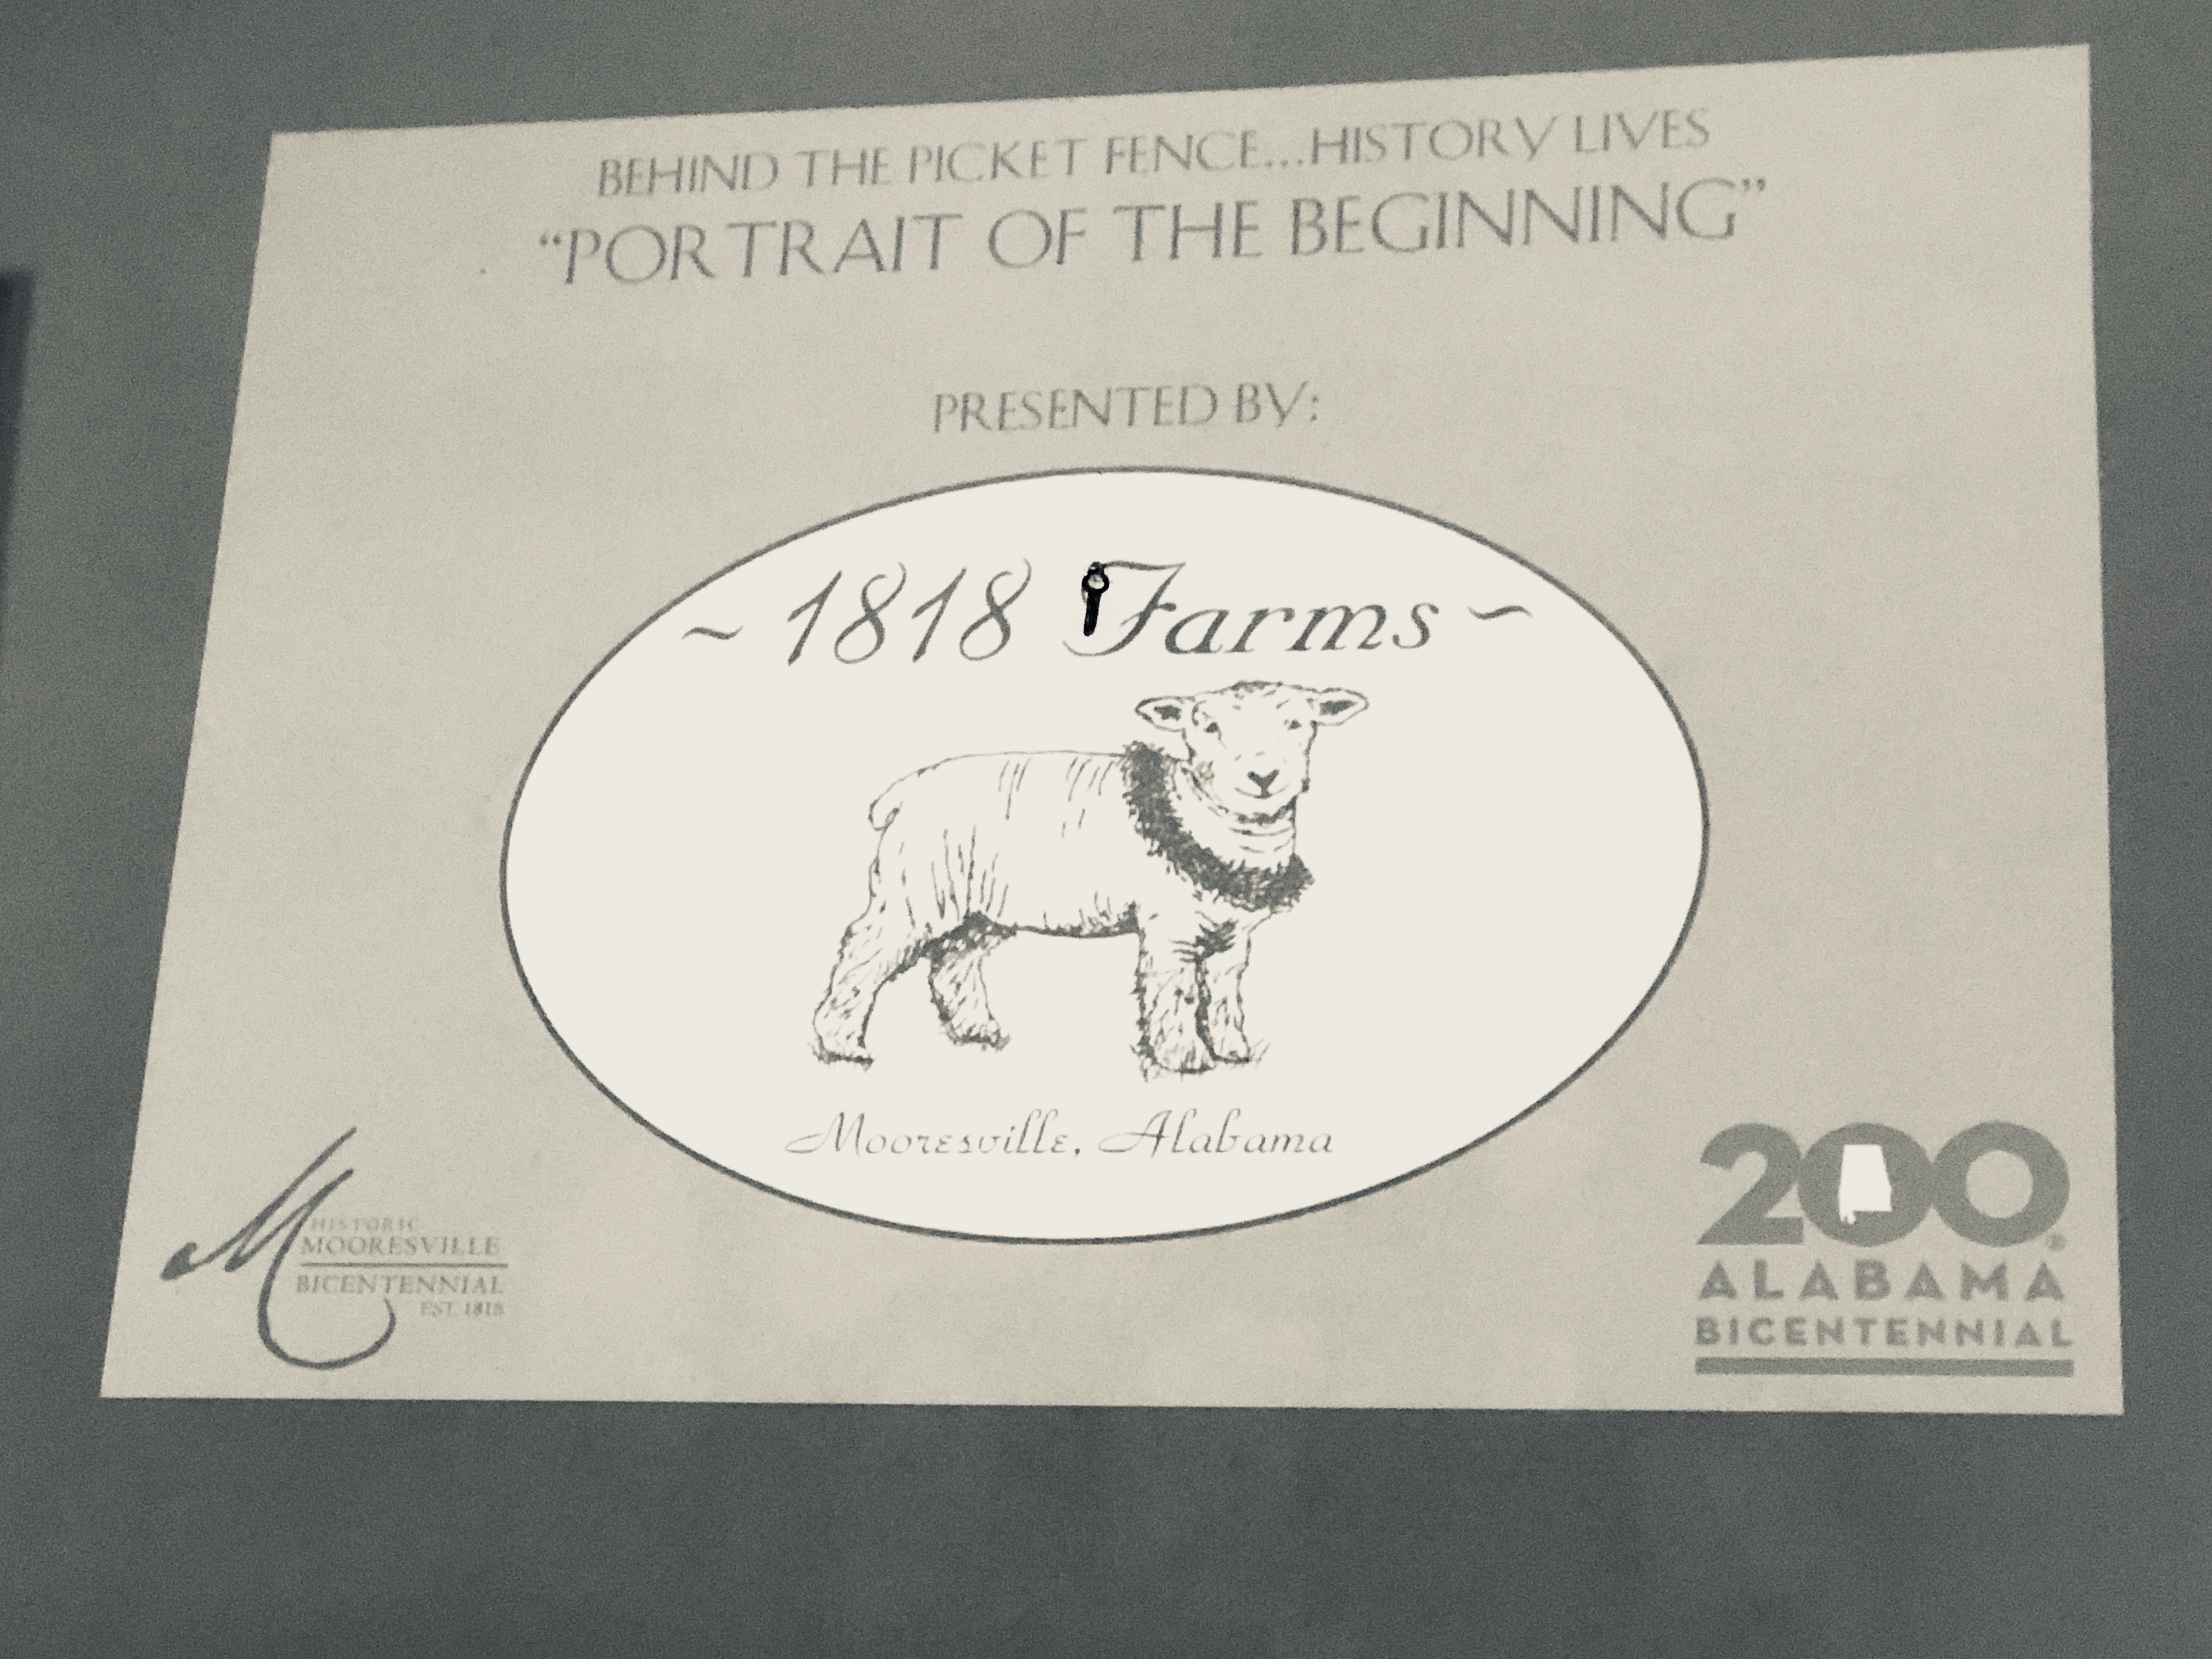 BEHIND THE PICKET FENCE...HISTORY LIVES
“PORTRAIT OF THE BEGINNING”
PRESENTED BY:
~ 1818 Farms ~
Mooresville, Alabama
M
HISTORIC
MOORESVILLE
BICENTENNIAL
EST. 1818
200®
ALABAMA
BICENTENNIAL